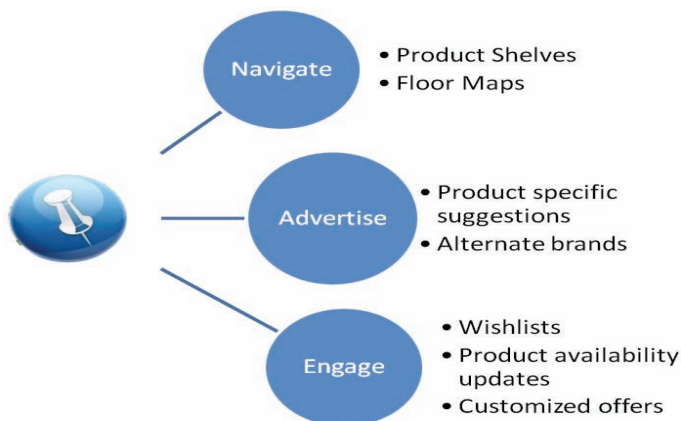 Navigate
• Product Shelves
• Floor Maps
Advertise
• Product specific
suggestions
• Alternate brands
Engage
• Wishlists
• Product availability
updates
• Customized offers